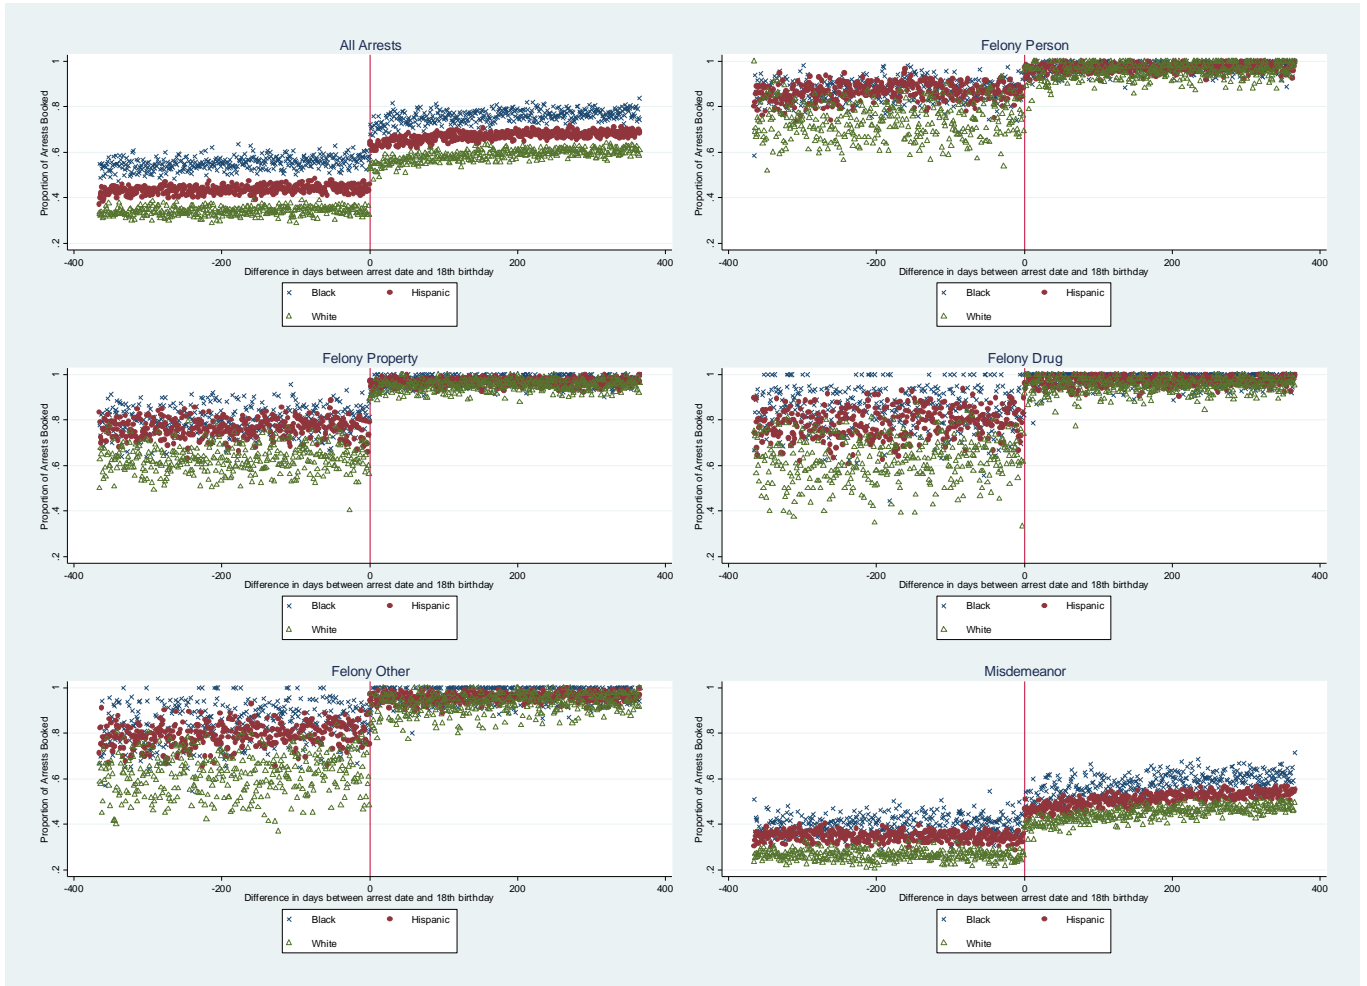 All Arrests
Proportion of Arrests Booked
1
.8
.6
.4
.2
-400 -200 0 200 400
Difference in days between arrest date and 18th birthday
Black Hispanic
White
Felony Person
Proportion of Arrests Booked
1
.8
.6
.4
.2
-400 -200 0 200 400
Difference in days between arrest date and 18th birthday
Black Hispanic
White
Felony Property
Proportion of Arrests Booked
1
.8
.6
.4
.2
-400 -200 0 200 400
Difference in days between arrest date and 18th birthday
Black Hispanic
White
Felony Drug
Proportion of Arrests Booked
1
.8
.6
.4
.2
-400 -200 0 200 400
Difference in days between arrest date and 18th birthday
Black Hispanic
White
Felony Other
Proportion of Arrests Booked
1
.8
.6
.4
.2
-400 -200 0 200 400
Difference in days between arrest date and 18th birthday
Black Hispanic
White
Misdemeanor
Proportion of Arrests Booked
1
.8
.6
.4
.2
-400 -200 0 200 400
Difference in days between arrest date and 18th birthday
Black Hispanic
White